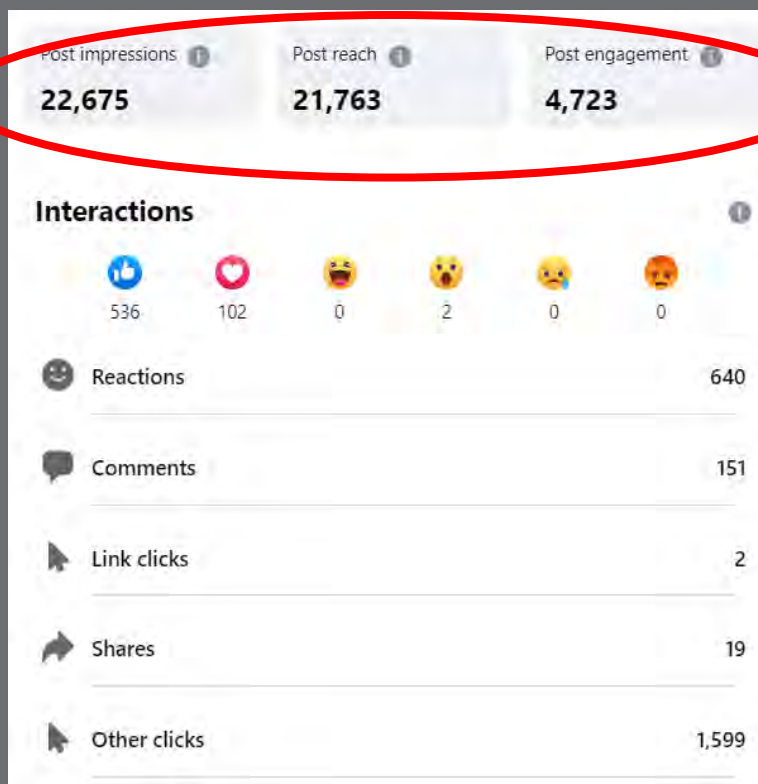 Post impressions Post reach Post engagement
22,675 21,763 4,723
Interactions
536 102 0 2 0 0
Reactions 640
Comments 151
Link clicks 2
Shares 19
Other clicks 1,599